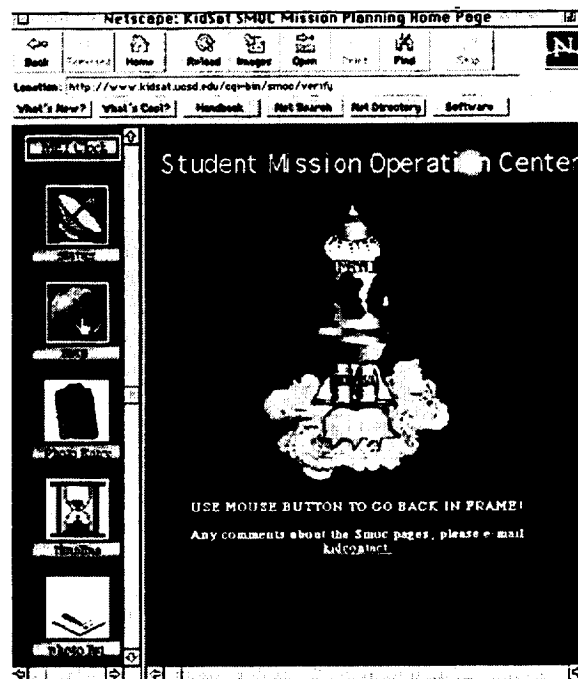 Netscape: KidSat SMOC Mission Planning Home Page
Back Home Reload Images Open Print Find Stop
Location: http://www.kidsat.ucsd.edu/cgi-bin/smoc/verify
What's New? What's Cool? Handbook Net Search Net Directory Software
Student Mission Operation Center
Timeline
USE MOUSE BUTTON TO GO BACK IN FRAME!
Any comments about the Smoc pages, please e-mail
kidcontact.